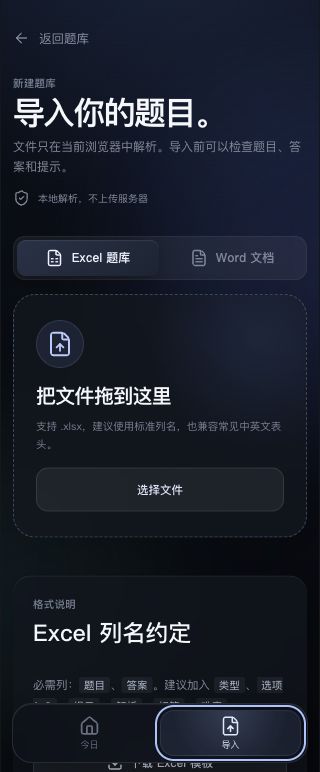 返回题库
新建题库
导入你的题目。
文件只在当前浏览器中解析。导入前可以检查题目、答
案和提示。
本地解析，不上传服务器
Excel 题库
Word 文档
把文件拖到这里
支持 .xlsx，建议使用标准列名，也兼容常见中英文表
头。
选择文件
格式说明
Excel 列名约定
必需列： 题目 、 答案 。建议加入 类型 、 选项
今日
导入
下载 Excel 模板